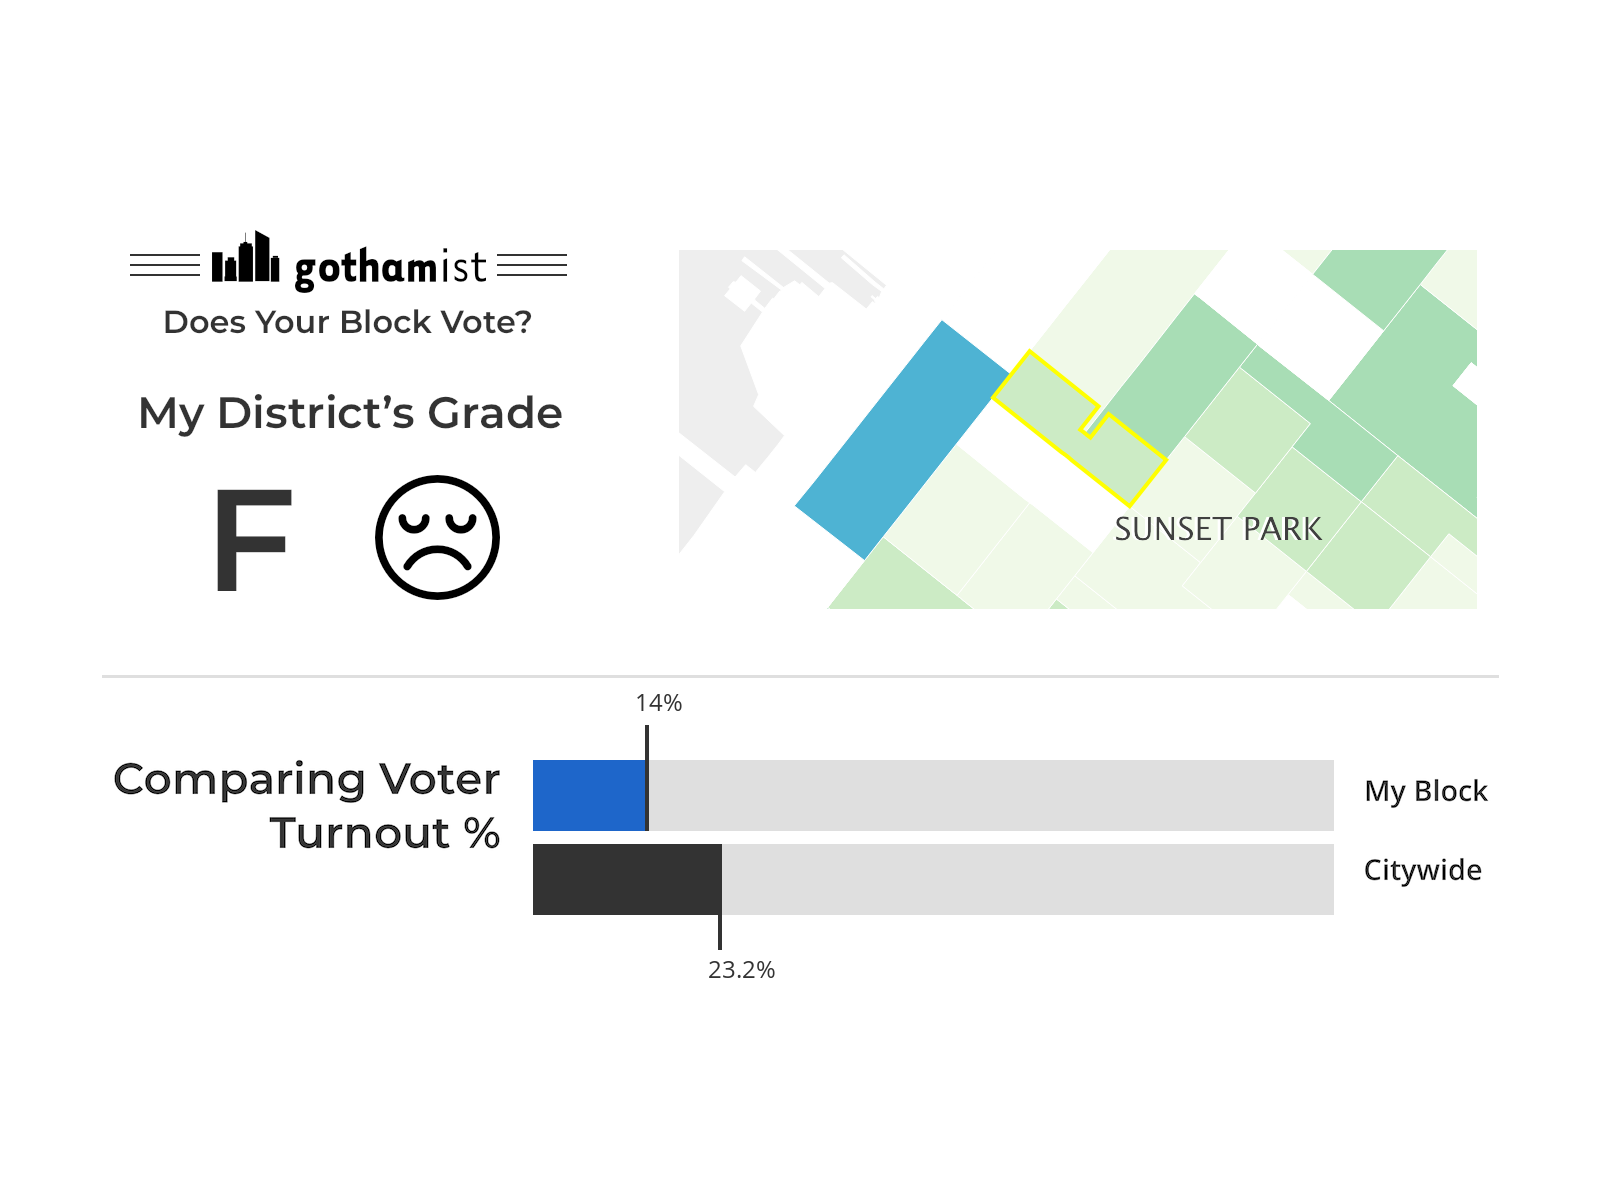 gothamist
Does Your Block Vote?
My District's Grade
F
SUNSET PARK
14%
Comparing Voter
Turnout %
My Block
Citywide
23.2%